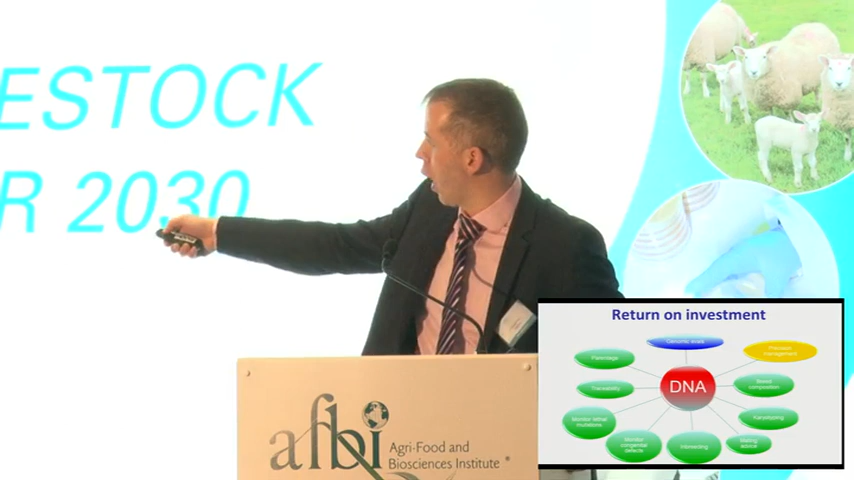 ESTOCK
R 2030
afbi
Agri-Food and
Biosciences Institute
Return on investment
Genomic evals
Precision
management
Parentage
DNA
Breed
composition
Traceability
Karyotyping
Monitor lethal
mutations
Monitor congenital
defects
Inbreeding
Mating
advice